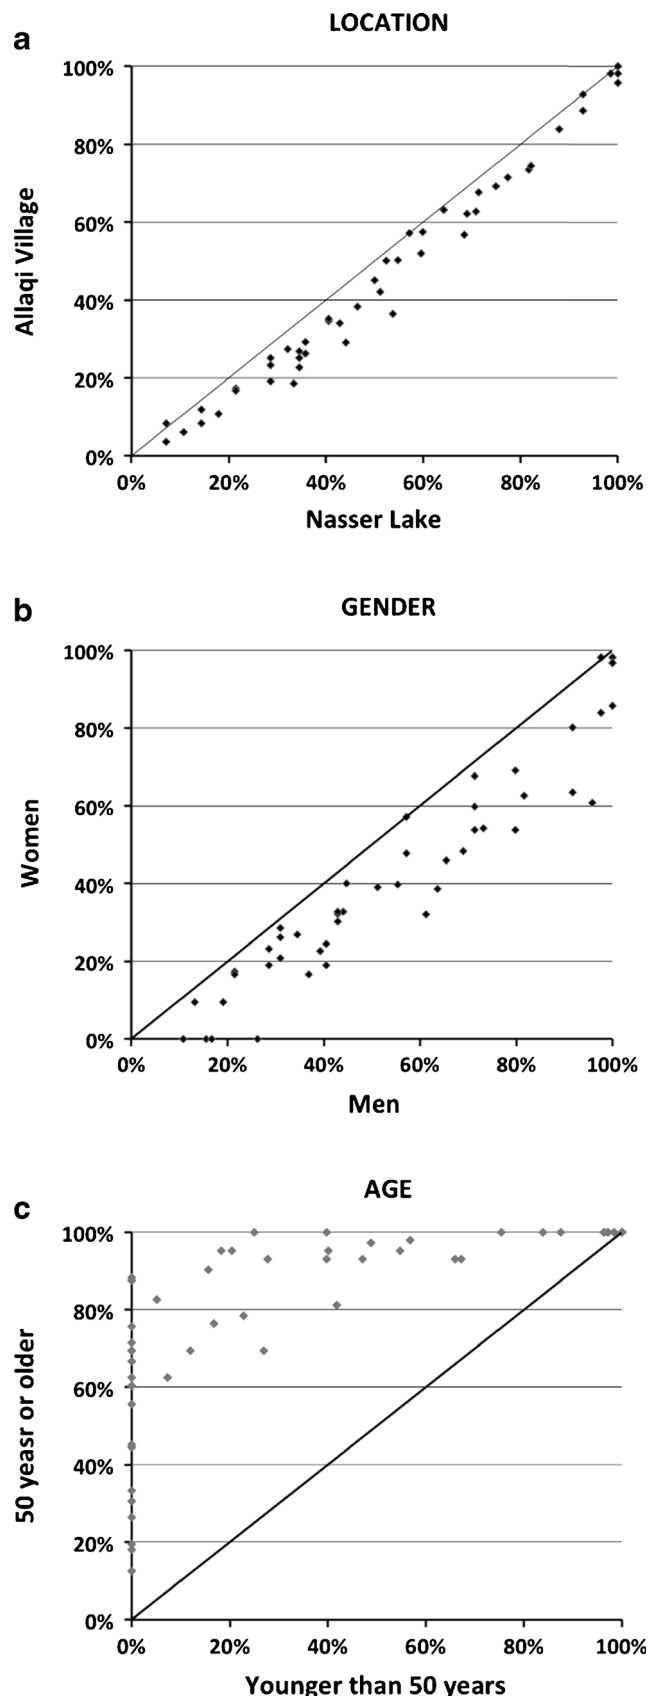 a
LOCATION
100%
80%
60%
40%
20%
0%
Allaqi Village
0% 20% 40% 60% 80% 100%
Nasser Lake
b
GENDER
100%
80%
60%
40%
20%
0%
Women
0% 20% 40% 60% 80% 100%
Men
c
AGE
100%
80%
60%
40%
20%
0%
50 yeasr or older
0% 20% 40% 60% 80% 100%
Younger than 50 years